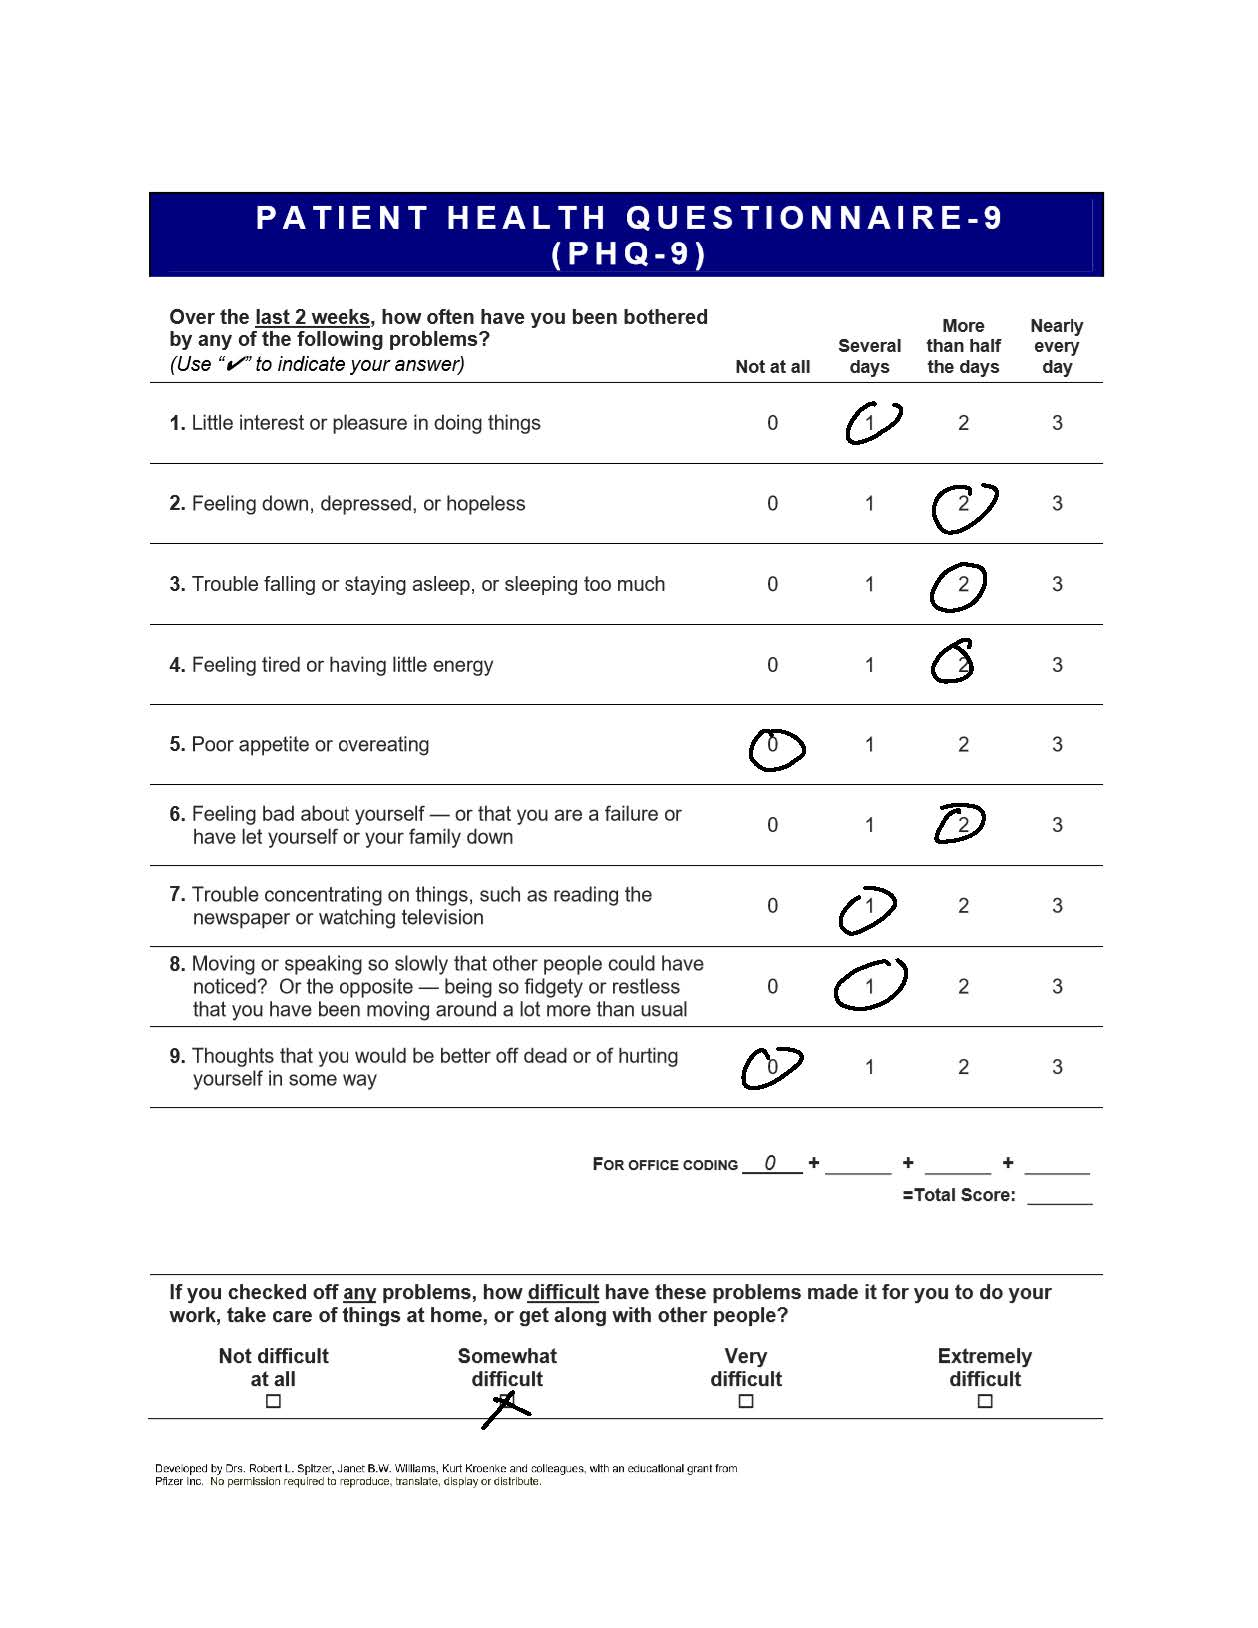 PATIENT HEALTH QUESTIONNAIRE-9
(PHQ-9)
Over the last 2 weeks, how often have you been bothered
by any of the following problems?
(Use “✔” to indicate your answer)
Not at all
Several
days
More
than half
the days
Nearly
every
day
1. Little interest or pleasure in doing things 0 1 2 3
2. Feeling down, depressed, or hopeless 0 1 2 3
3. Trouble falling or staying asleep, or sleeping too much 0 1 2 3
4. Feeling tired or having little energy 0 1 2 3
5. Poor appetite or overeating 0 1 2 3
6. Feeling bad about yourself — or that you are a failure or
have let yourself or your family down 0 1 2 3
7. Trouble concentrating on things, such as reading the
newspaper or watching television 0 1 2 3
8. Moving or speaking so slowly that other people could have
noticed? Or the opposite — being so fidgety or restless
that you have been moving around a lot more than usual 0 1 2 3
9. Thoughts that you would be better off dead or of hurting
yourself in some way 0 1 2 3
FOR OFFICE CODING 0 + ______ + ______ + ______
=Total Score: ______
If you checked off any problems, how difficult have these problems made it for you to do your
work, take care of things at home, or get along with other people?
Not difficult
at all
Somewhat
difficult
Very
difficult
Extremely
difficult
Developed by Drs. Robert L. Spitzer, Janet B.W. Williams, Kurt Kroenke and colleagues, with an educational grant from
Pfizer Inc. No permission required to reproduce, translate, display or distribute.